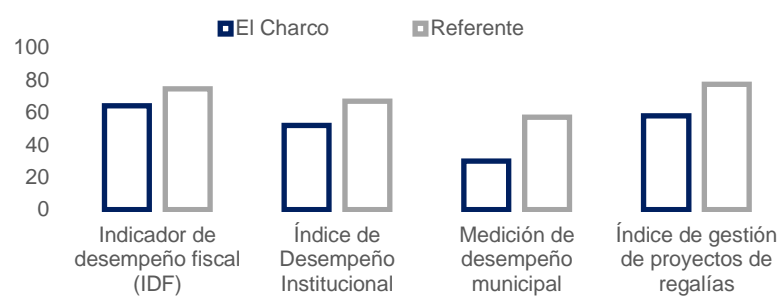 El Charco
Referente
100
80
60
40
20
0
Indicador de
desempeño fiscal
(IDF)
Índice de
Desempeño
Institucional
Medición de
desempeño
municipal
Índice de gestión
de proyectos de
regalías